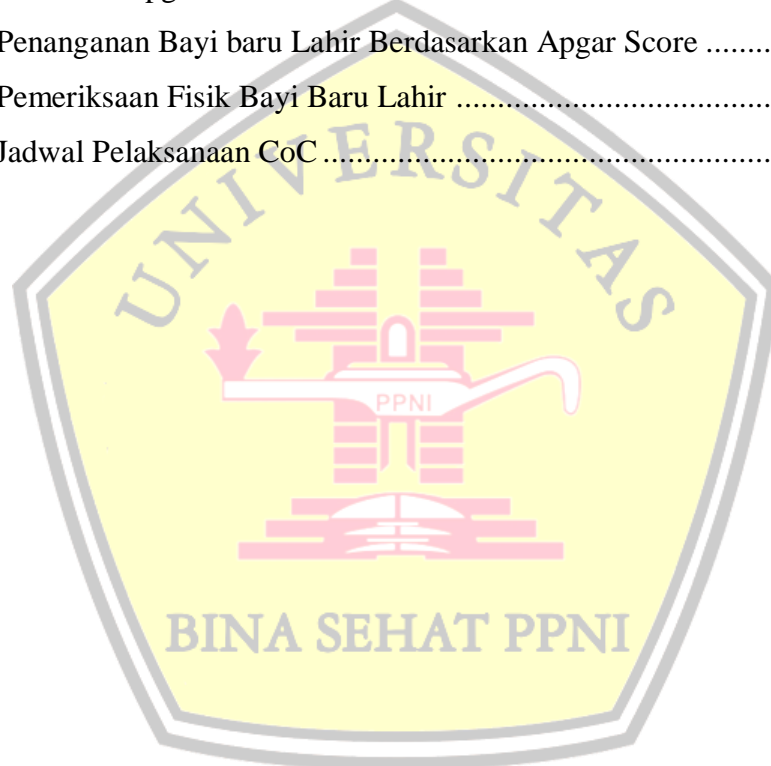 Penanganan Bayi baru Lahir Berdasarkan Apgar Score ........
Pemeriksaan Fisik Bayi Baru Lahir .......................................
Jadwal Pelaksanaan CoC ........................................................
UNIVERSITAS
PPNI
BINA SEHAT PPNI